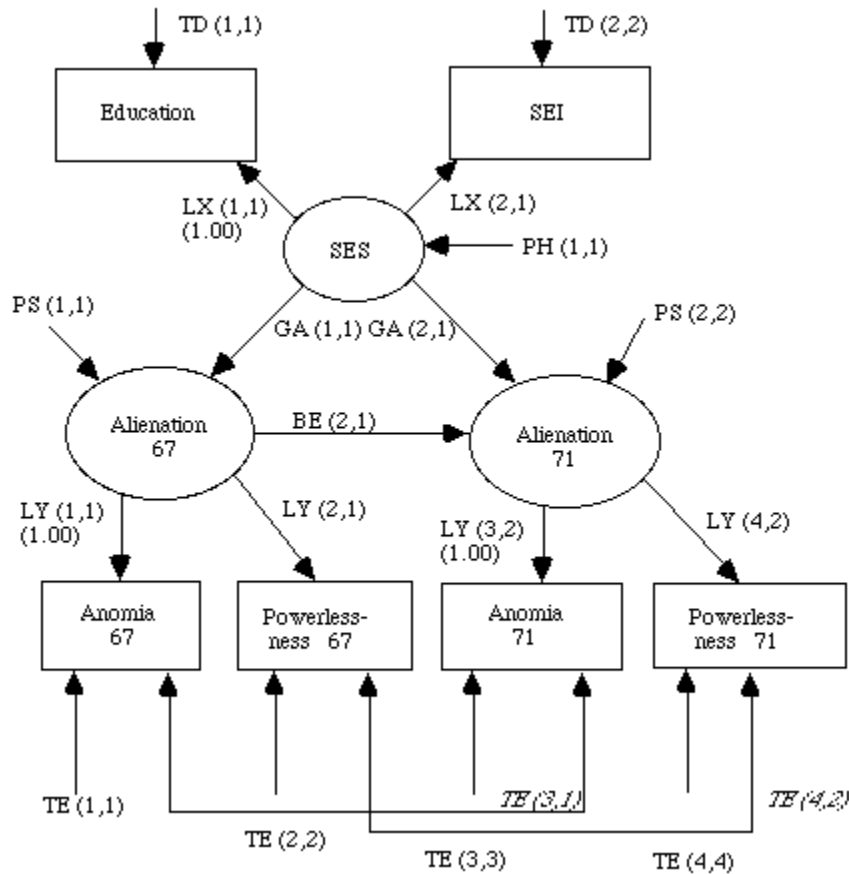 TD (1,1)
TD (2,2)
Education
SEI
LX (1,1)
(1.00)
LX (2,1)
SES
PH (1,1)
PS (1,1)
GA (1,1) GA (2,1)
PS (2,2)
Alienation
67
BE (2,1)
Alienation
71
LY (1,1)
(1.00)
LY (2,1)
LY (3,2)
(1.00)
LY (4,2)
Anomia
67
Powerless-
ness 67
Anomia
71
Powerless-
ness 71
TE (1,1)
TE (3,1)
TE (4,2)
TE (2,2)
TE (3,3)
TE (4,4)